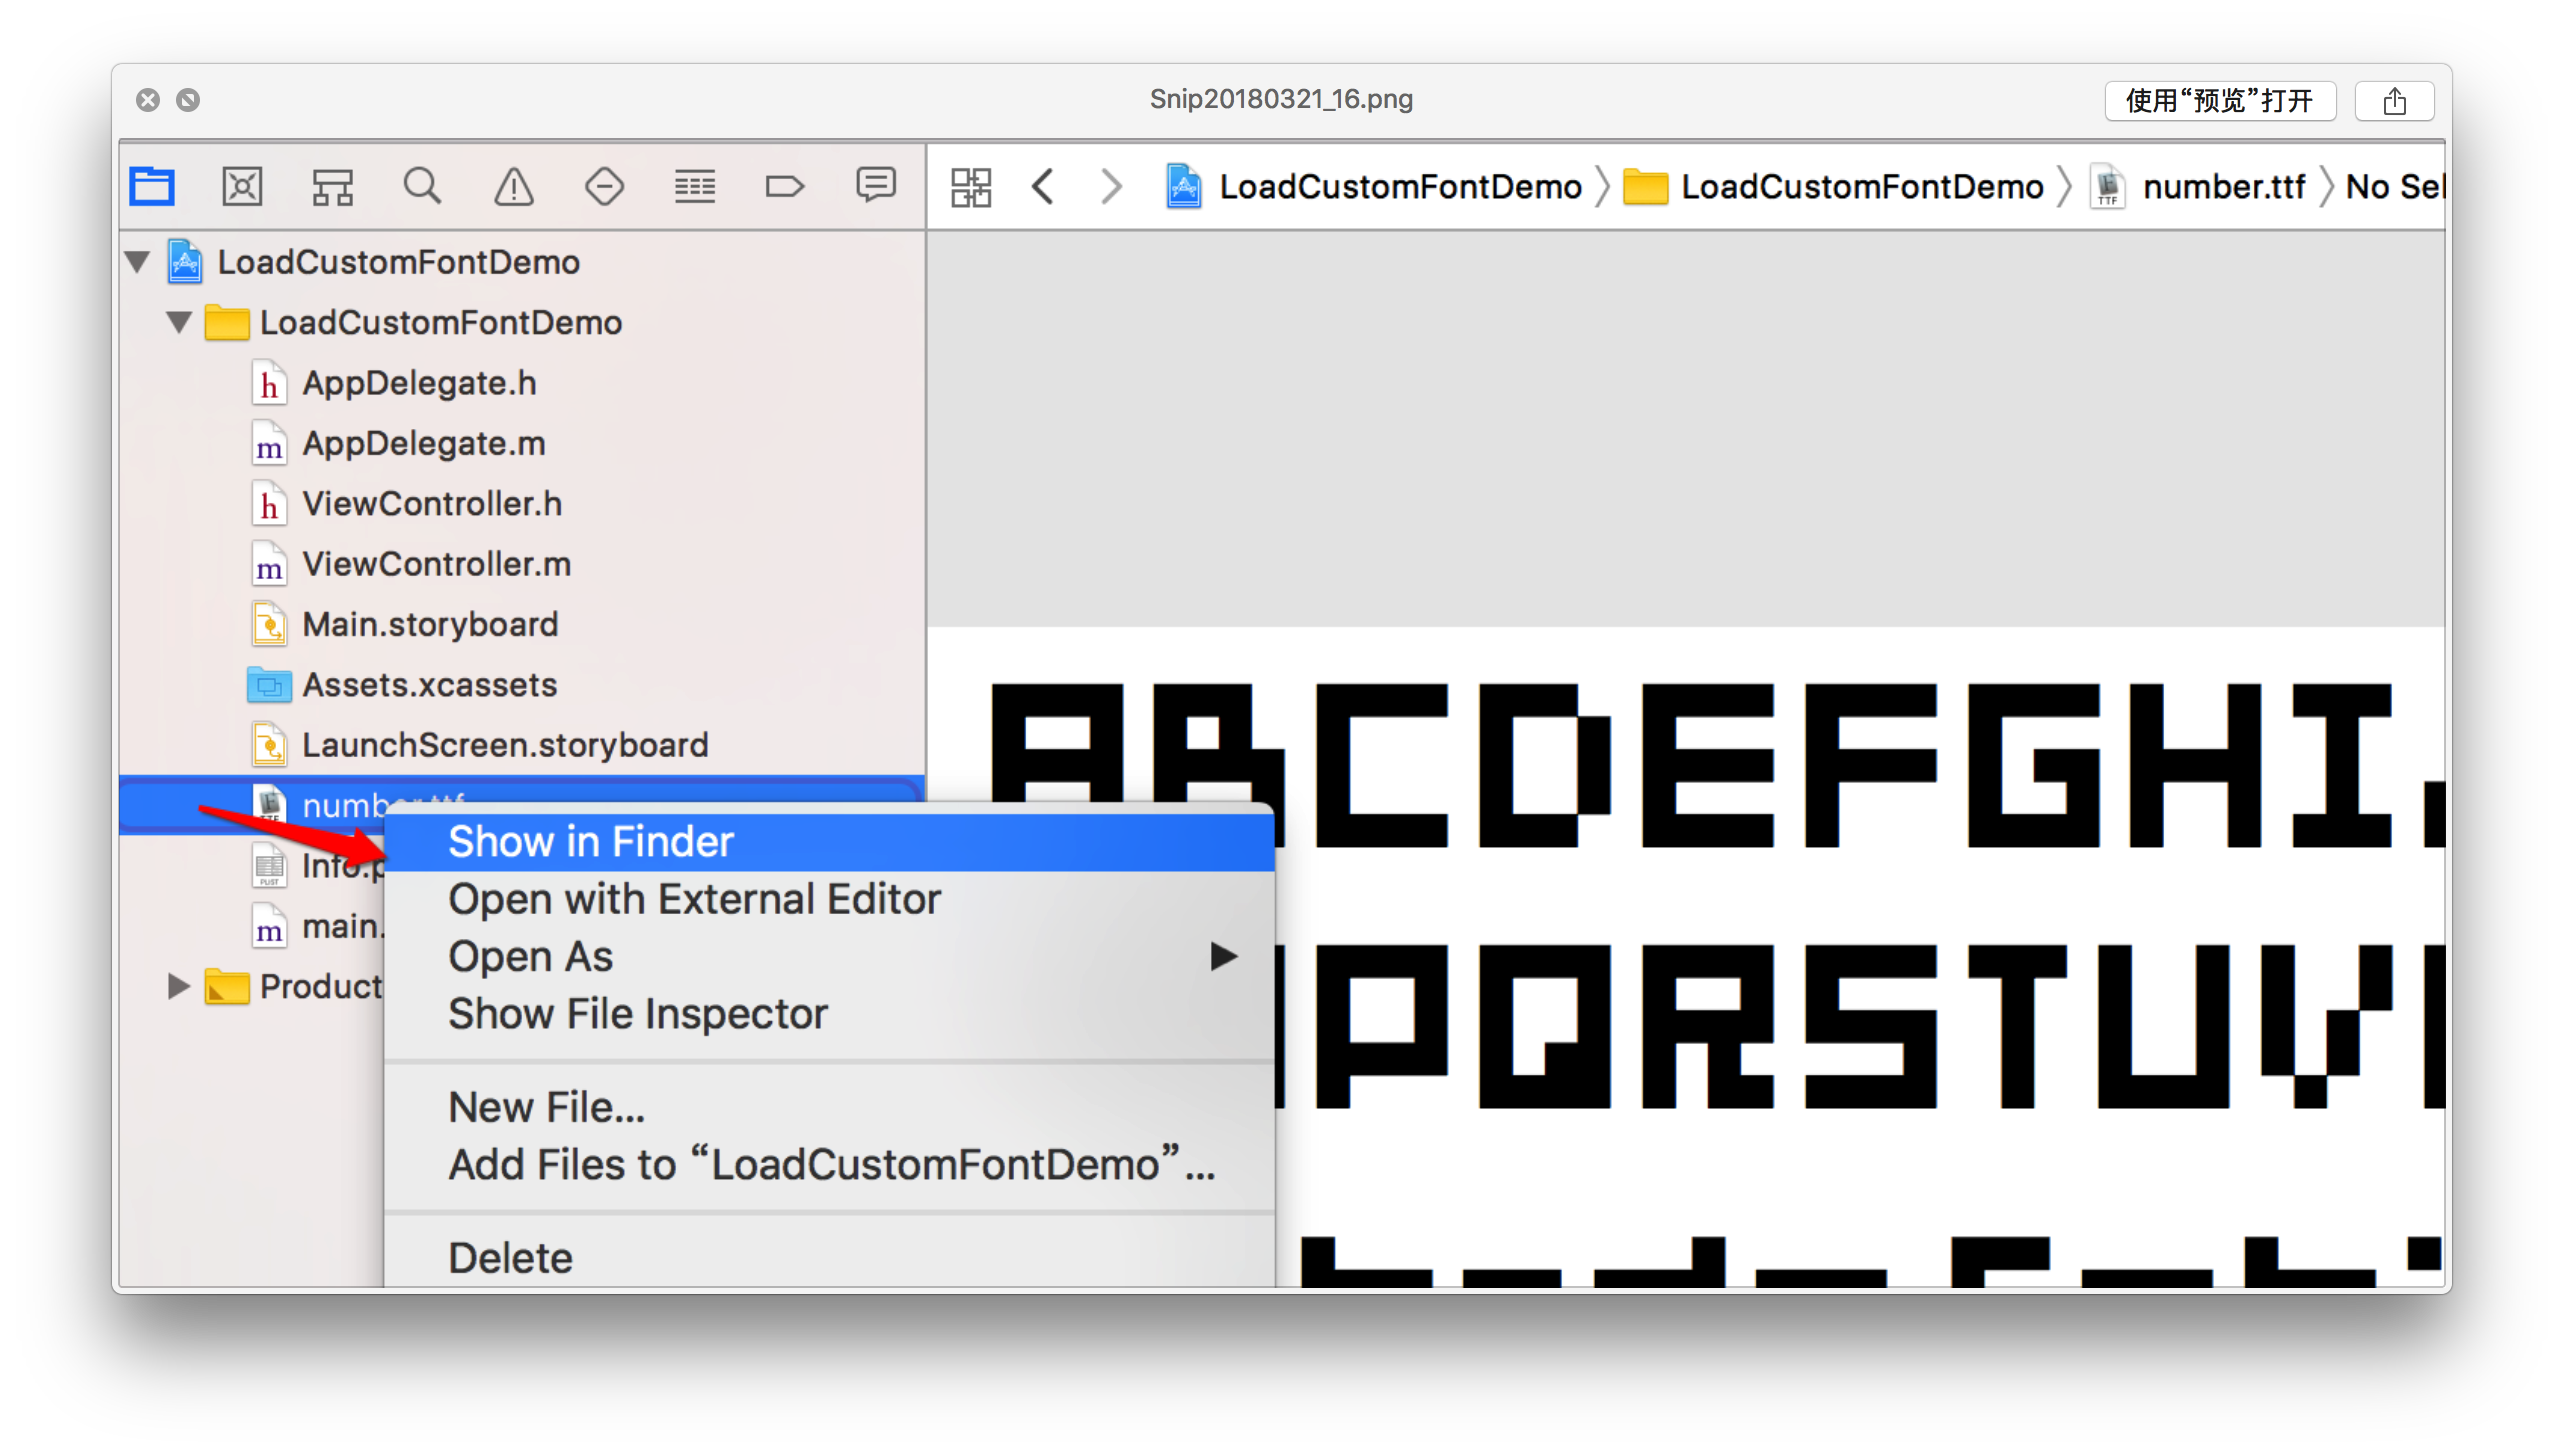 Snip20180321_16.png
使用“预览”打开
LoadCustomFontDemo LoadCustomFontDemo number.ttf No Sel
LoadCustomFontDemo
LoadCustomFontDemo
AppDelegate.h
AppDelegate.m
ViewController.h
ViewController.m
Main.storyboard
Assets.xcassets
LaunchScreen.storyboard
number.ttf
Info.p
main.
Product
Show in Finder
Open with External Editor
Open As
Show File Inspector
New File...
Add Files to “LoadCustomFontDemo”...
Delete
ABCDEFGHI
PQRSTUV